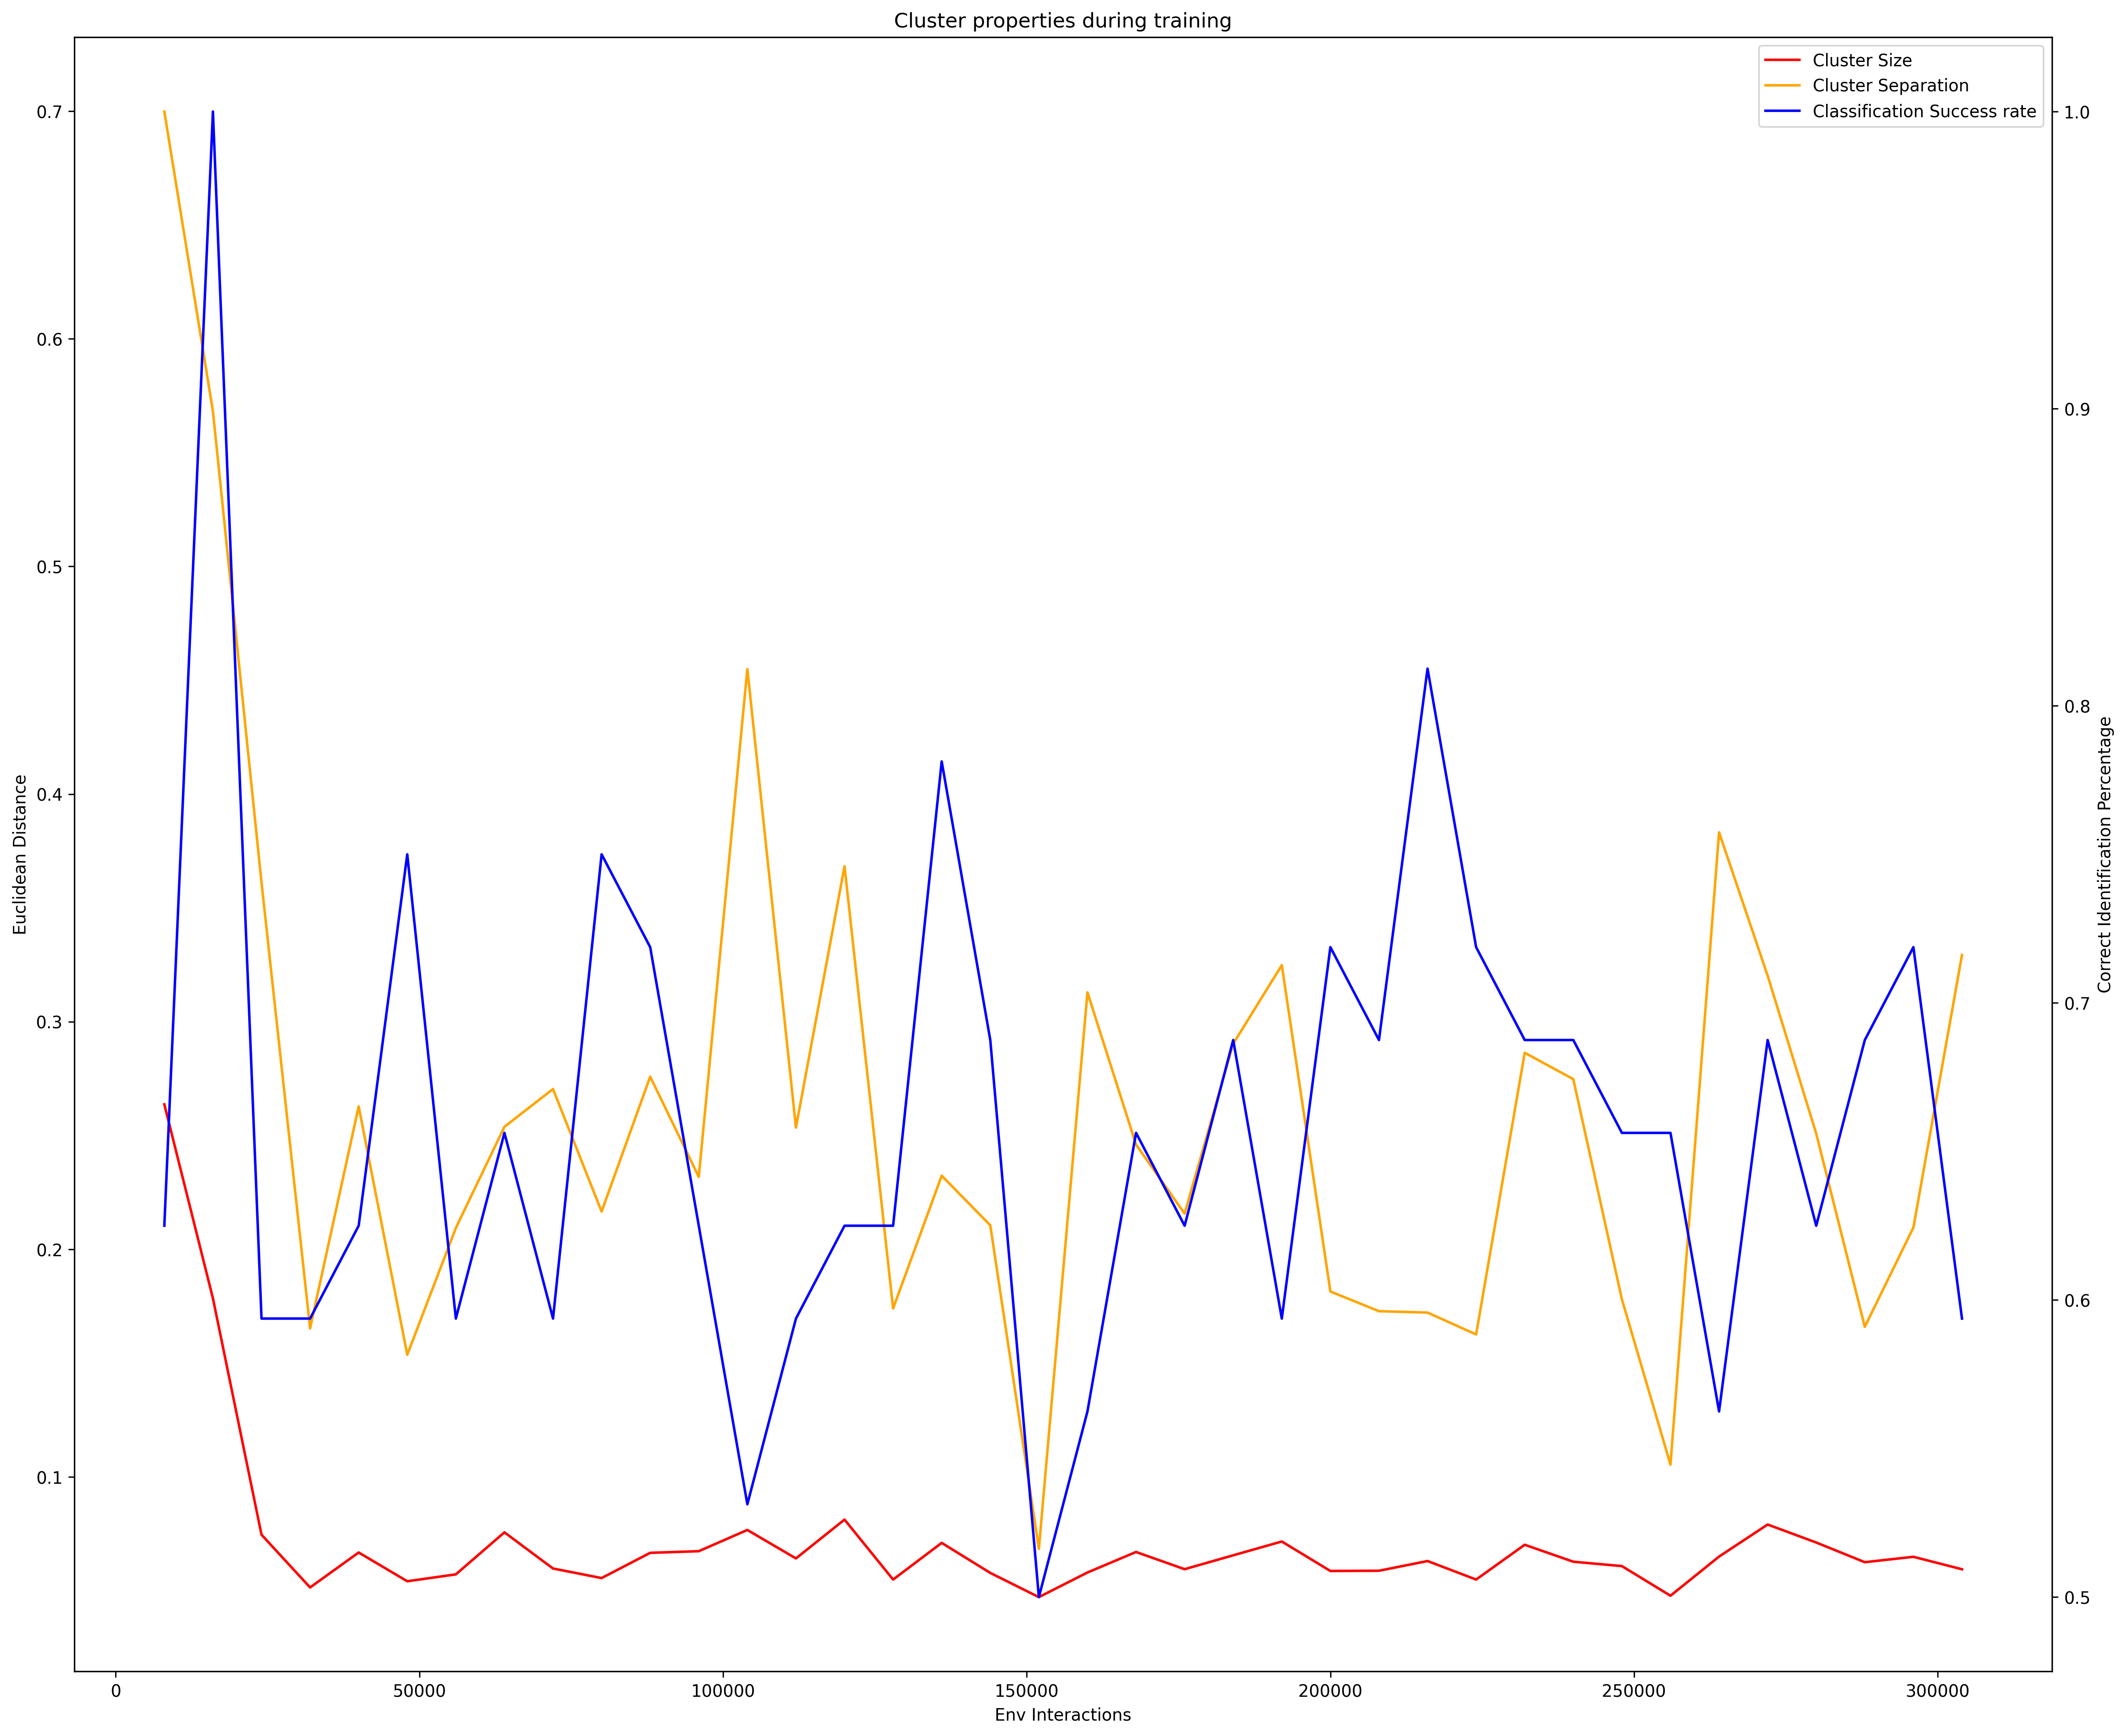 Cluster properties during training
Cluster Size
Cluster Separation
Classification Success rate
0.7
0.6
0.5
0.4
0.3
0.2
0.1
Euclidean Distance
1.0
0.9
0.8
0.7
0.6
0.5
Correct Identification Percentage
0 50000 100000 150000 200000 250000 300000
Env Interactions